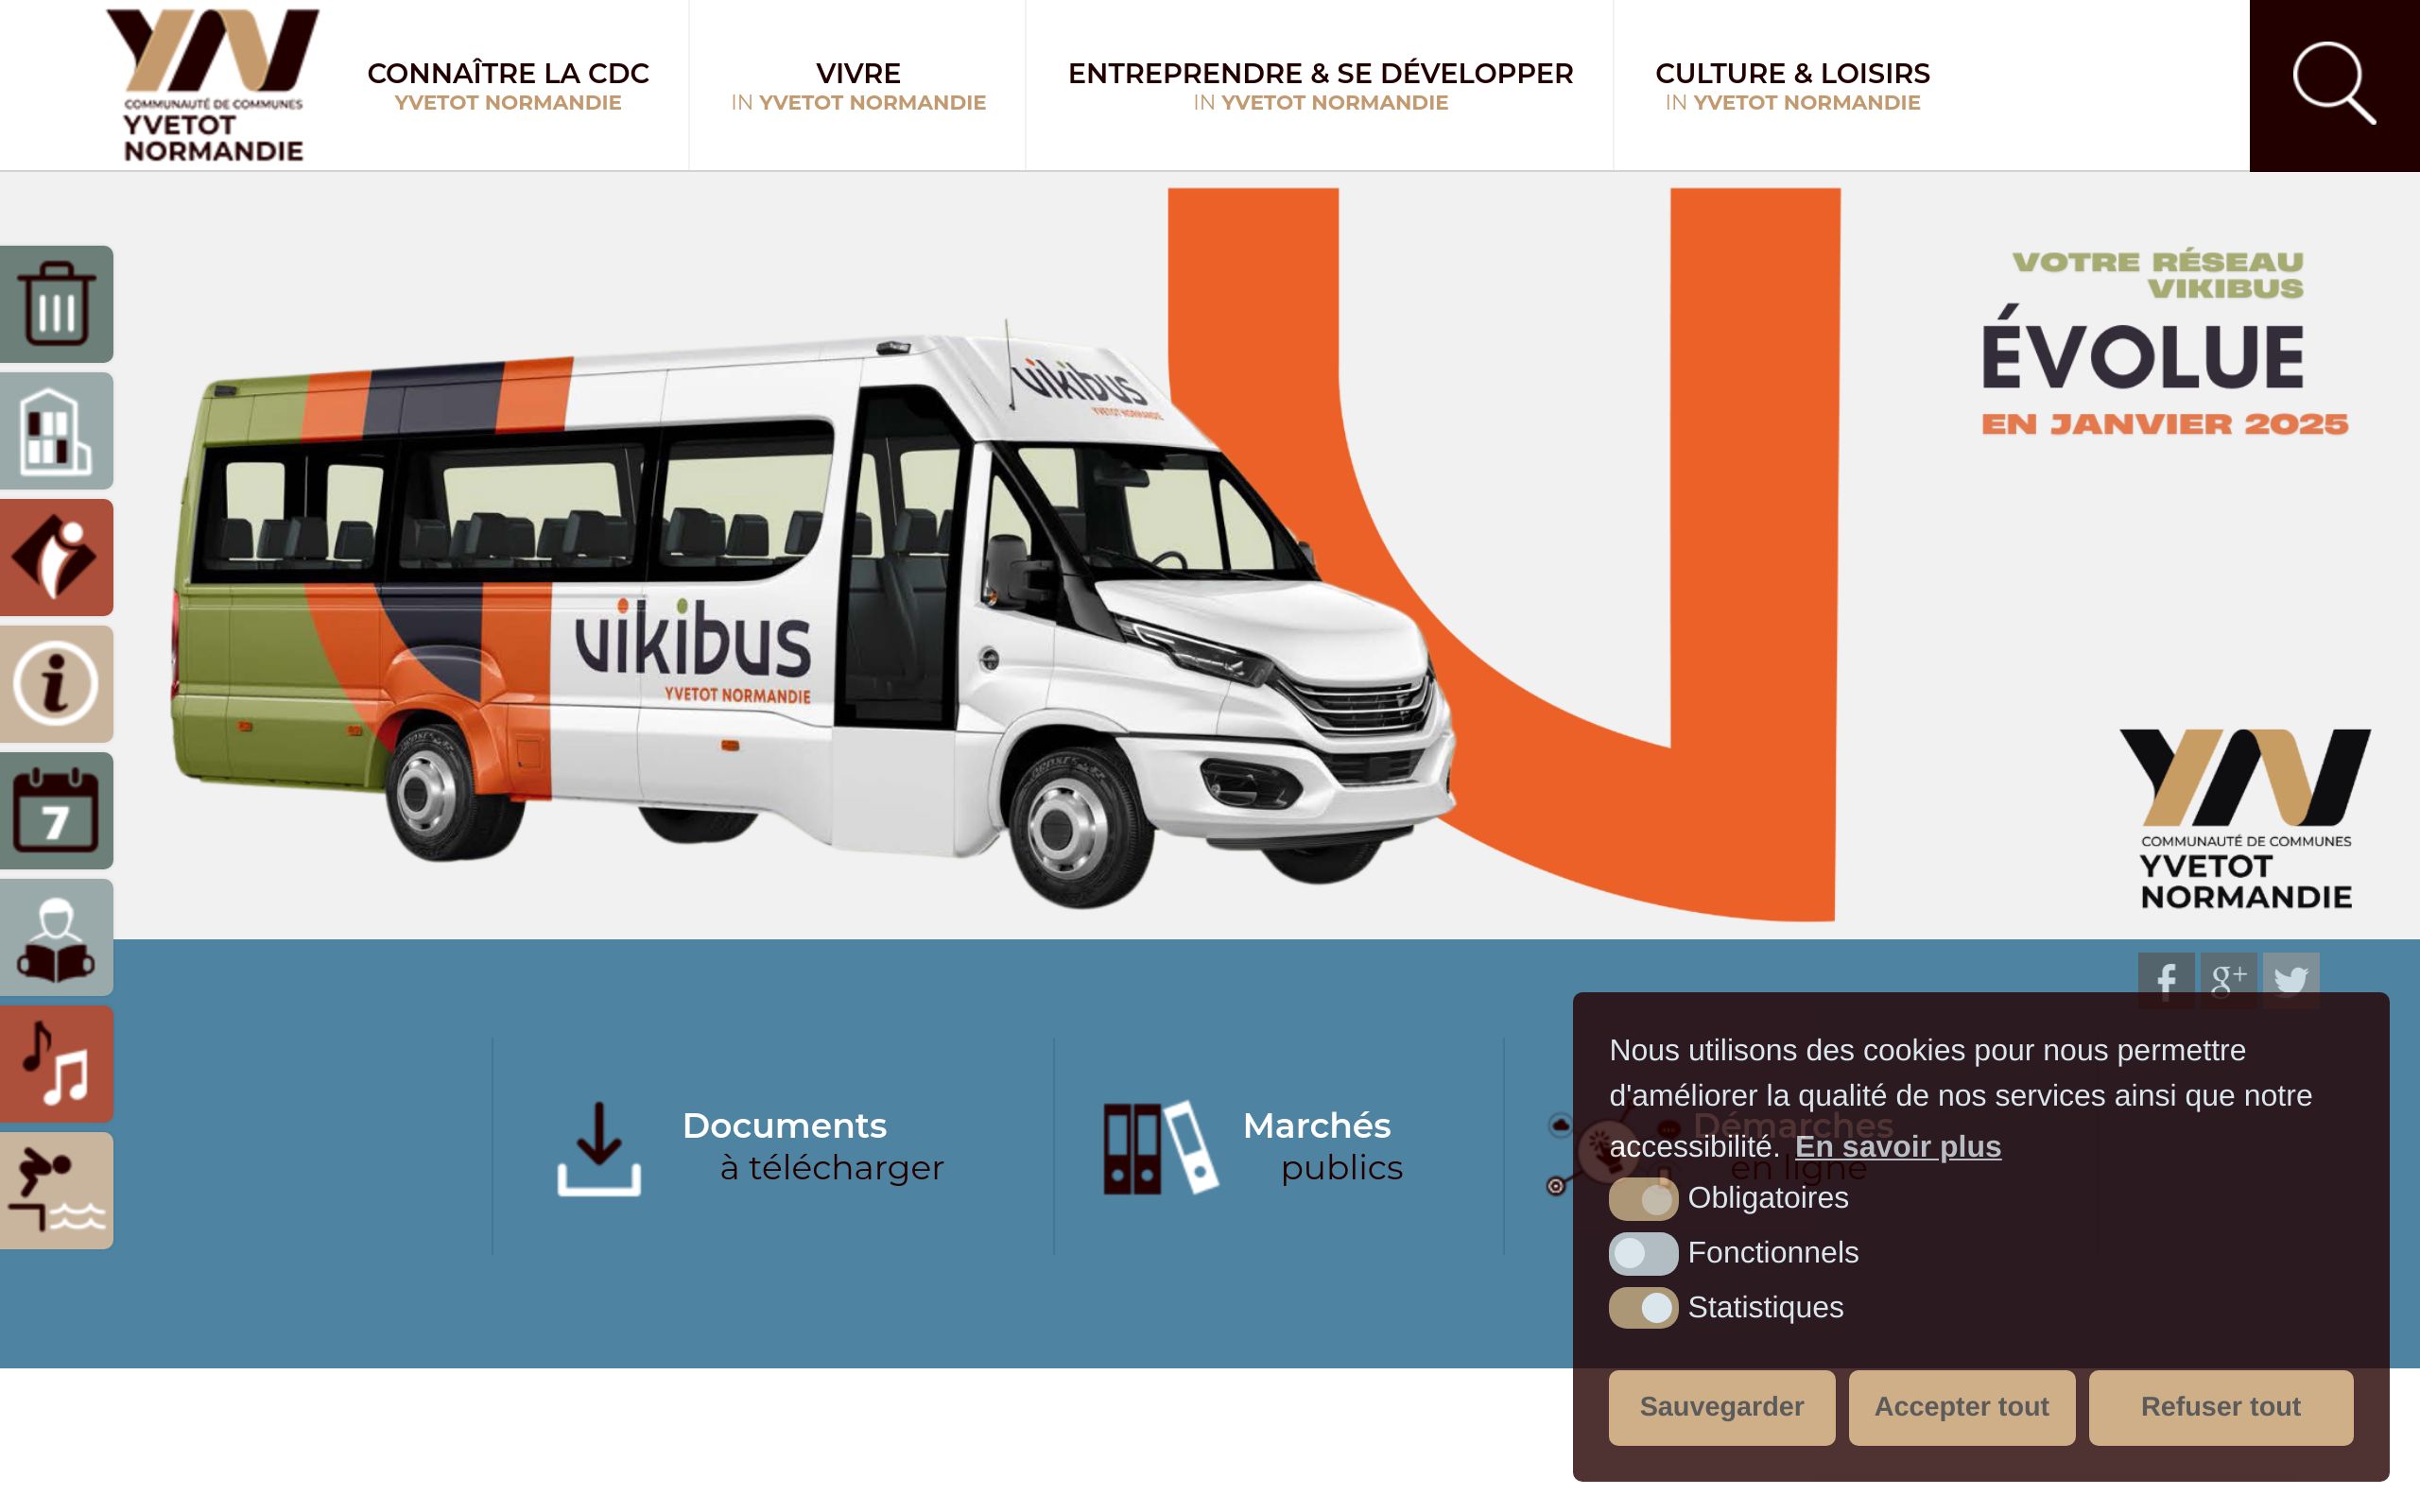 COMMUNAUTÉ DE COMMUNES
YVETOT
NORMANDIE
CONNAÎTRE LA CDC
YVETOT NORMANDIE
VIVRE
IN YVETOT NORMANDIE
ENTREPRENDRE & SE DÉVELOPPER
IN YVETOT NORMANDIE
CULTURE & LOISIRS
IN YVETOT NORMANDIE
VOTRE RÉSEAU
VIKIBUS
ÉVOLUE
EN JANVIER 2025
vikibus
YVETOT NORMANDIE
vikibus
YVETOT NORMANDIE
7
COMMUNAUTÉ DE COMMUNES
YVETOT
NORMANDIE
Documents
à télécharger
Marchés
publics
Démarches
en ligne
Nous utilisons des cookies pour nous permettre
d'améliorer la qualité de nos services ainsi que notre
accessibilité. En savoir plus
Obligatoires
Fonctionnels
Statistiques
Sauvegarder
Accepter tout
Refuser tout